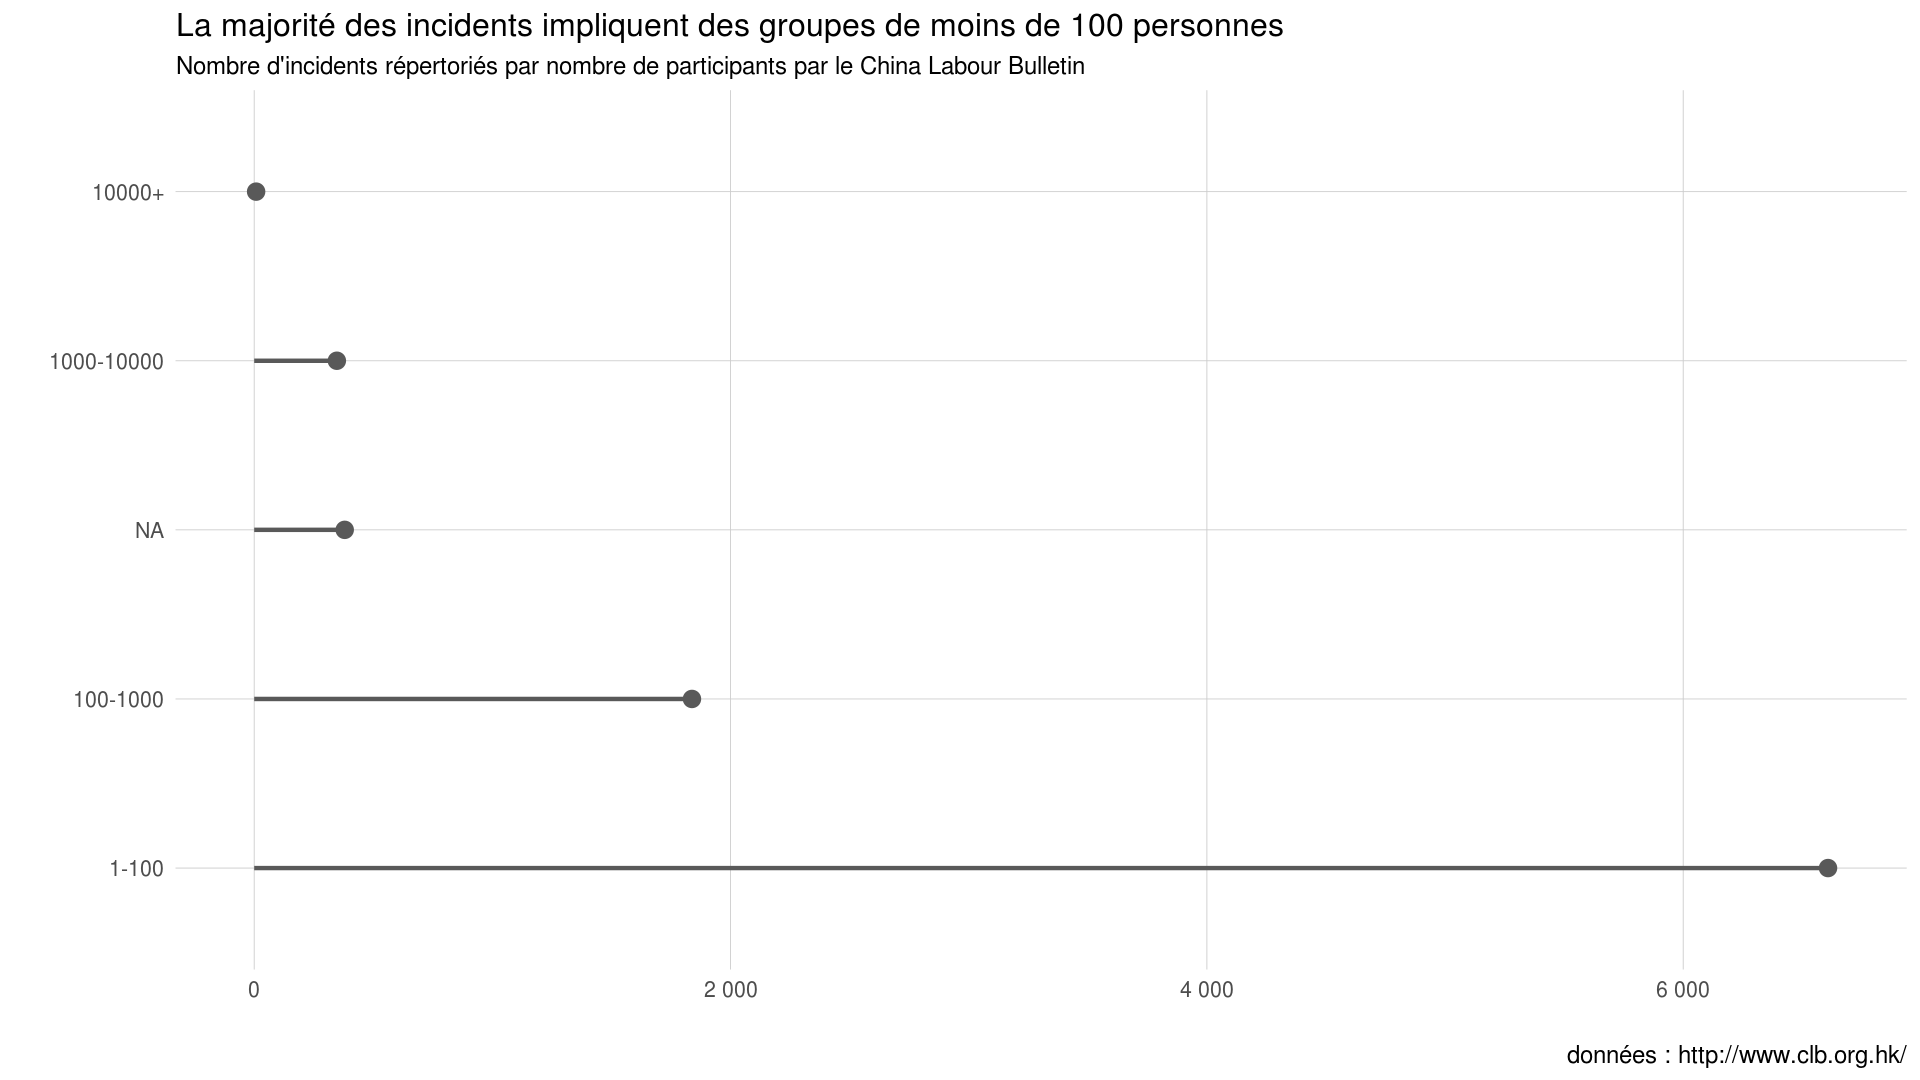 La majorité des incidents impliquent des groupes de moins de 100 personnes
Nombre d'incidents répertoriés par nombre de participants par le China Labour Bulletin
10000+
1000-10000
NA
100-1000
1-100
0 2 000 4 000 6 000
données : http://www.clb.org.hk/